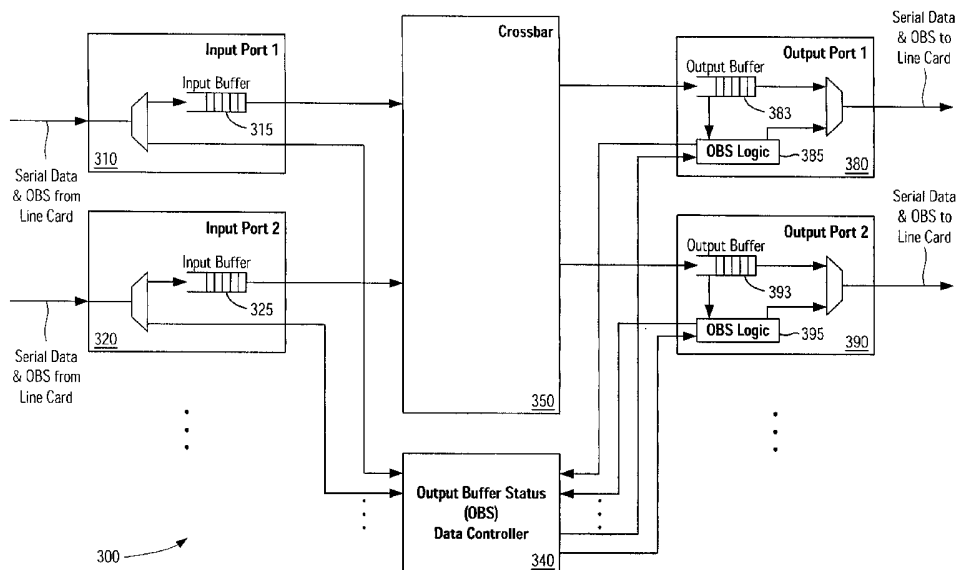 Input Port 1
Input Buffer
315
310
Serial Data
& OBS from
Line Card
Input Port 2
Input Buffer
325
320
Serial Data
& OBS from
Line Card
Crossbar
350
Output Buffer Status
(OBS)
Data Controller
340
Output Port 1
Output Buffer
383
OBS Logic
385
380
Serial Data
& OBS to
Line Card
Output Port 2
Output Buffer
393
OBS Logic
395
390
Serial Data
& OBS to
Line Card
300